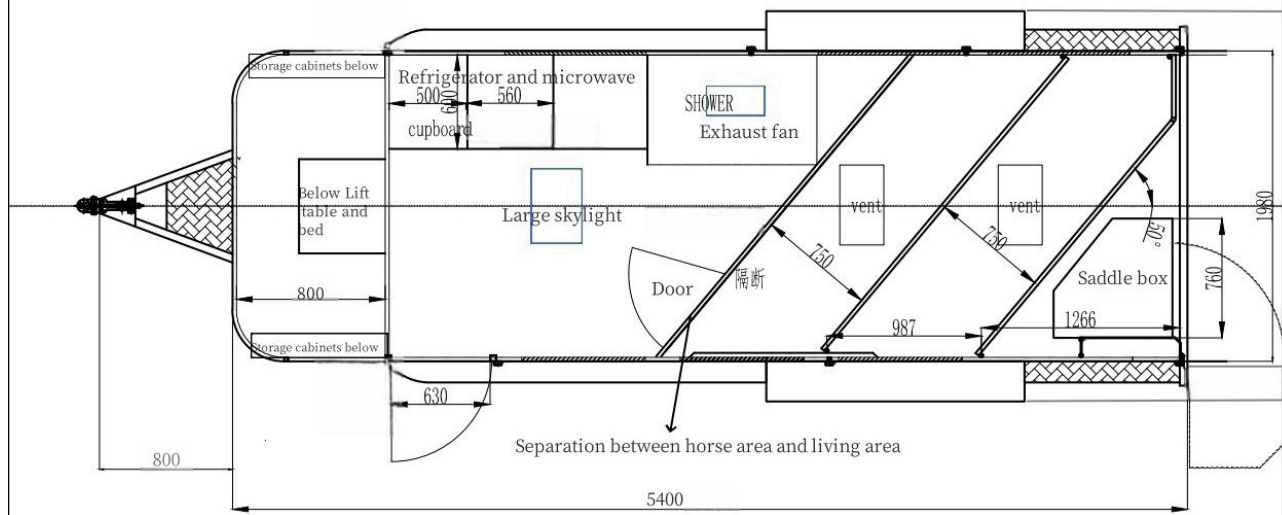 Storage cabinets below
Refrigerator and microwave
500
600
560
cupboard
SHOWER
Exhaust fan
Below Lift
table and
bed
Large skylight
vent
vent
1980
50°
750
750
Door
隔断
Saddle box
760
800
987
1266
Storage cabinets below
630
Separation between horse area and living area
800
5400